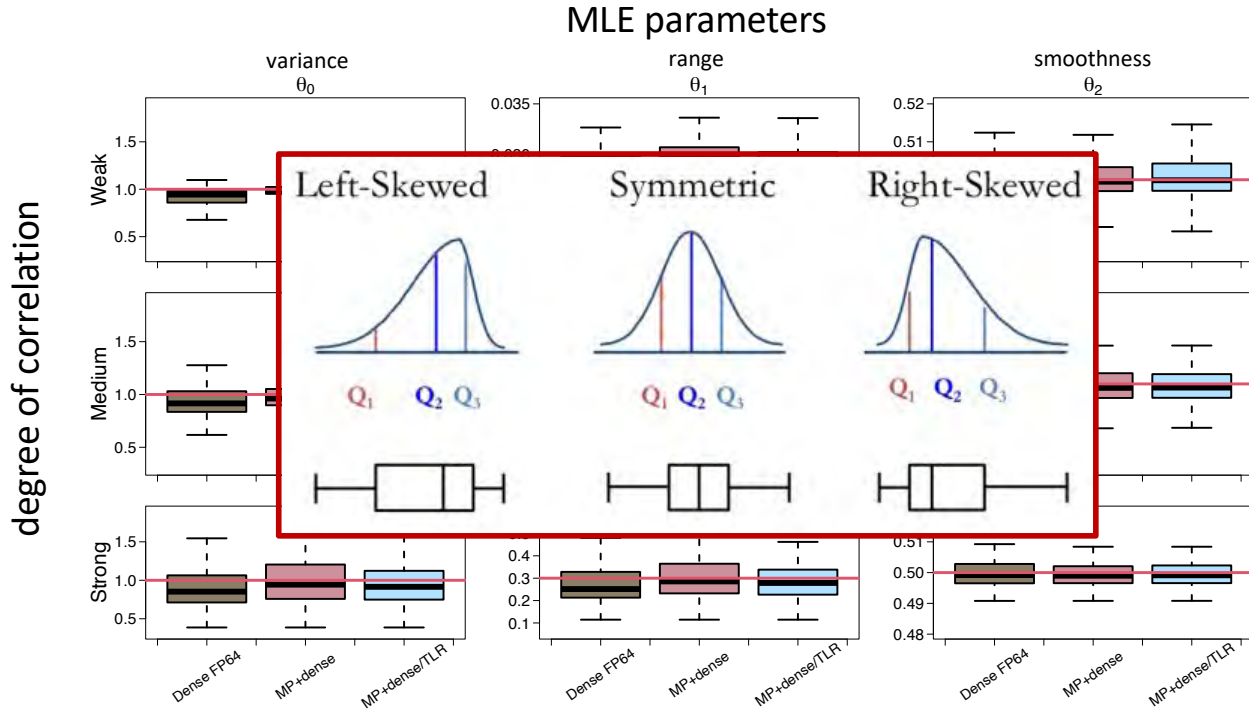 MLE parameters
variance
θ0
range
θ1
smoothness
θ2
degree of correlation
Weak
1.5
1.0
0.5
0.035
0.52
0.51
Left-Skewed
Symmetric
Right-Skewed
Q1 Q2 Q3
Q1 Q2 Q3
Q1 Q2 Q3
Medium
1.5
1.0
0.5
Strong
1.5
1.0
0.5
0.4
0.3
0.2
0.1
0.51
0.50
0.49
0.48
Dense FP64
MP+dense
MP+dense/TLR
Dense FP64
MP+dense
MP+dense/TLR
Dense FP64
MP+dense
MP+dense/TLR